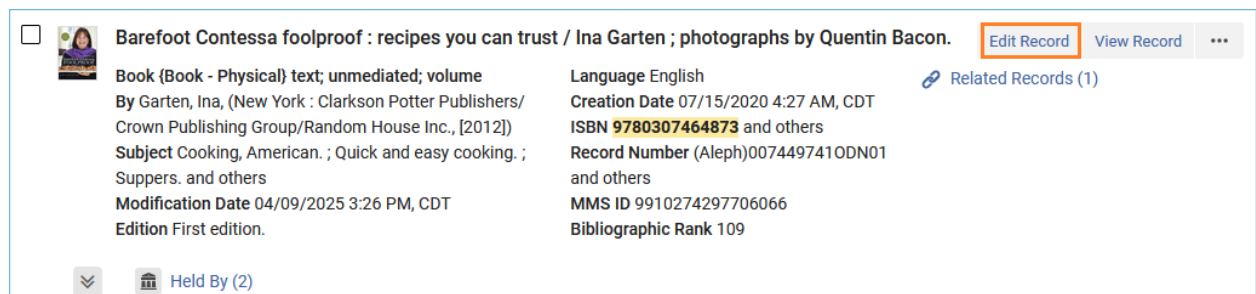 Barefoot Contessa foolproof : recipes you can trust / Ina Garten ; photographs by Quentin Bacon.
Edit Record
View Record
Book {Book - Physical} text; unmediated; volume
By Garten, Ina, (New York : Clarkson Potter Publishers/
Crown Publishing Group/Random House Inc., [2012])
Subject Cooking, American. ; Quick and easy cooking. ;
Suppers. and others
Modification Date 04/09/2025 3:26 PM, CDT
Edition First edition.
Language English
Creation Date 07/15/2020 4:27 AM, CDT
ISBN 9780307464873 and others
Record Number (Aleph)007449741ODN01
and others
MMS ID 9910274297706066
Bibliographic Rank 109
Related Records (1)
Held By (2)